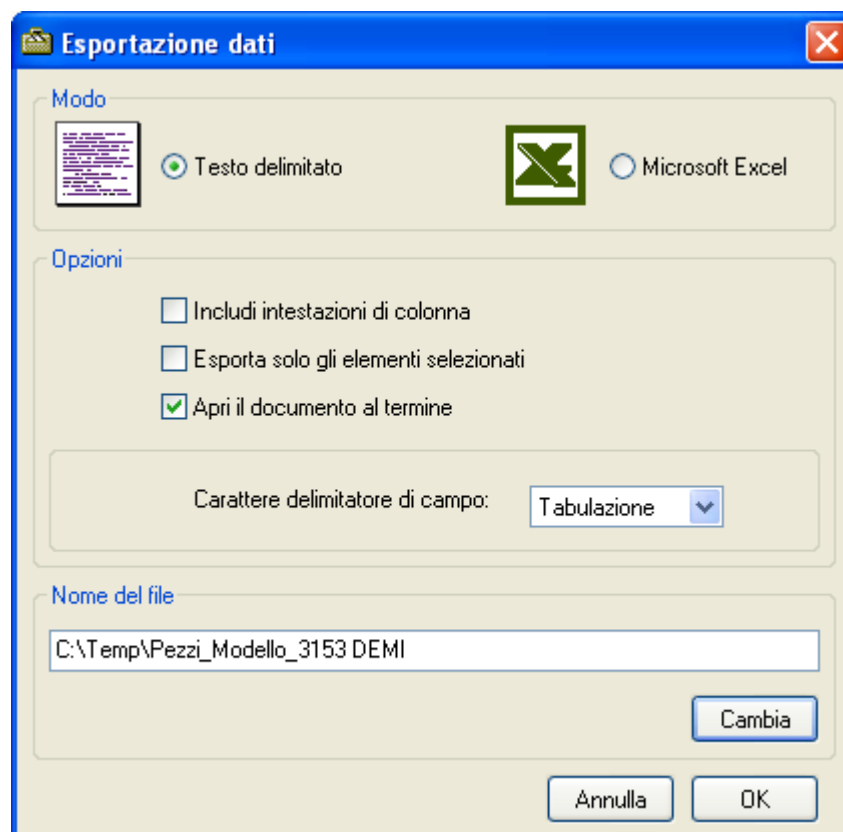 Esportazione dati
Modo
Testo delimitato
Microsoft Excel
Opzioni
Includi intestazioni di colonna
Esporta solo gli elementi selezionati
Apri il documento al termine
Carattere delimitatore di campo:
Tabulazione
Nome del file
C:\Temp\Pezzi_Modello_3153 DEMI
Cambia
Annulla
OK